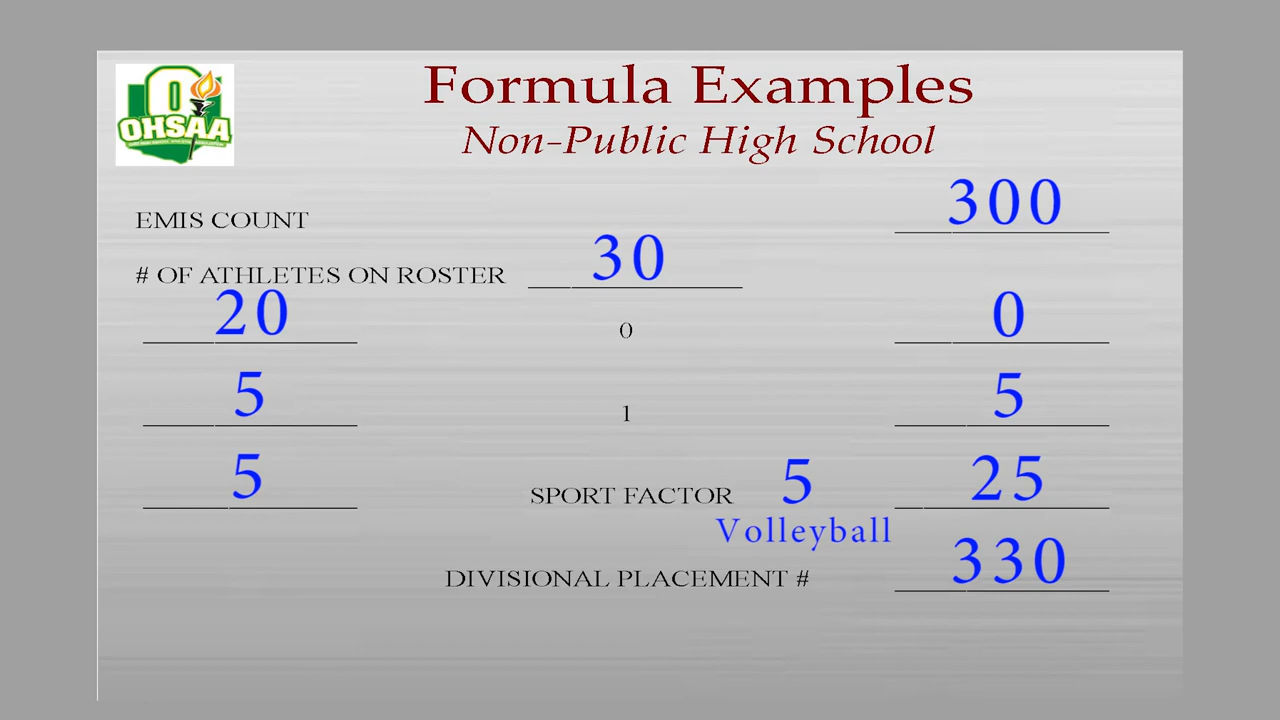 Formula Examples
Non-Public High School
OHSAA
EMIS COUNT 300
# OF ATHLETES ON ROSTER 30
20 0 0
5 1 5
5 SPORT FACTOR 5 25
Volleyball
DIVISIONAL PLACEMENT # 330